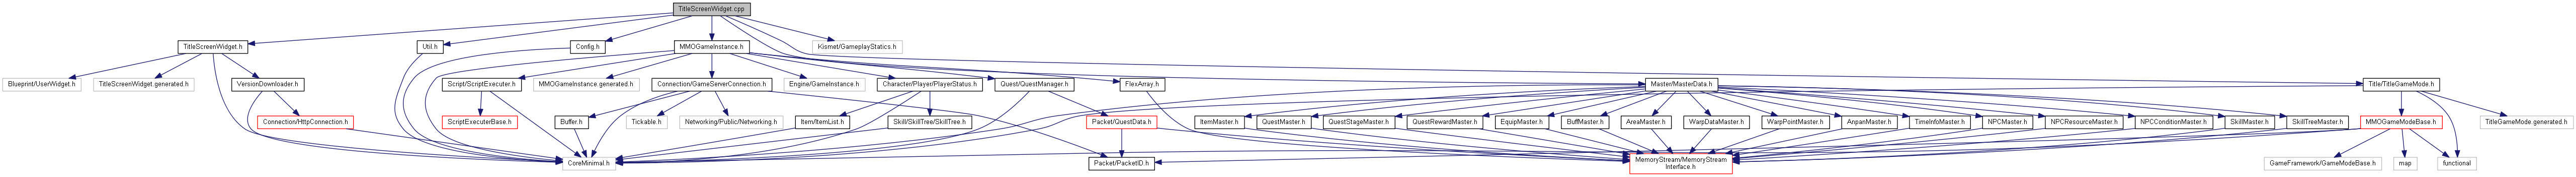 TitleScreenWidget.cpp
TitleScreenWidget.h
Util.h
Config.h
MMOGameInstance.h
Kismet/GameplayStatics.h
Blueprint/UserWidget.h
TitleScreenWidget.generated.h
VersionDownloader.h
Script/ScriptExecuter.h
MMOGameInstance.generated.h
Connection/GameServerConnection.h
Engine/GameInstance.h
Character/Player/PlayerStatus.h
Quest/QuestManager.h
FlexArray.h
Master/MasterData.h
Title/TitleGameMode.h
Connection/HttpConnection.h
ScriptExecuterBase.h
Buffer.h
Tickable.h
Networking/Public/Networking.h
Item/ItemList.h
Skill/SkillTree/SkillTree.h
Packet/QuestData.h
ItemMaster.h
QuestMaster.h
QuestStageMaster.h
QuestRewardMaster.h
EquipMaster.h
BuffMaster.h
AreaMaster.h
WarpDataMaster.h
WarpPointMaster.h
AnpanMaster.h
TimeInfoMaster.h
NPCMaster.h
NPCResourceMaster.h
NPCConditionMaster.h
SkillMaster.h
SkillTreeMaster.h
MMOGameModeBase.h
TitleGameMode.generated.h
CoreMinimal.h
Packet/PacketID.h
MemoryStream/MemoryStream
Interface.h
GameFramework/GameModeBase.h
map
functional